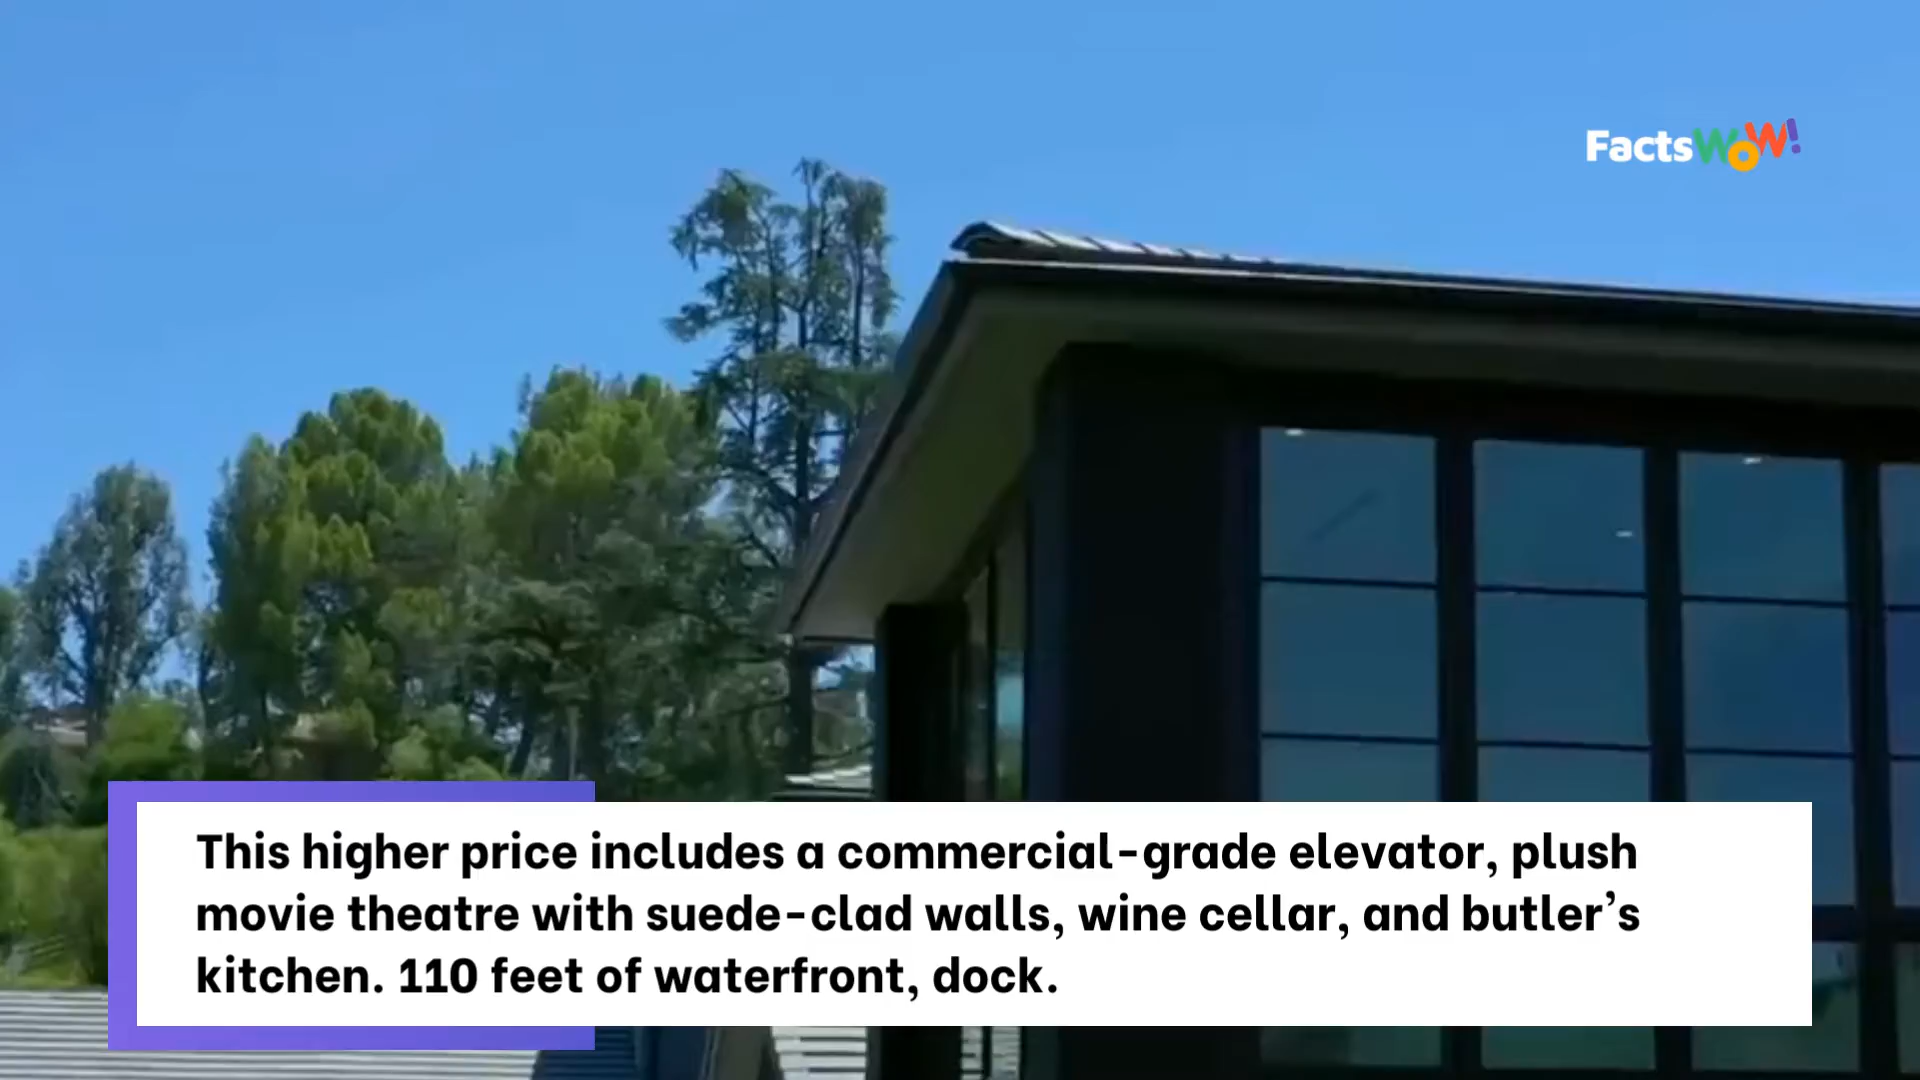 FactsWOW!
This higher price includes a commercial-grade elevator, plush
movie theatre with suede-clad walls, wine cellar, and butler’s
kitchen. 110 feet of waterfront, dock.